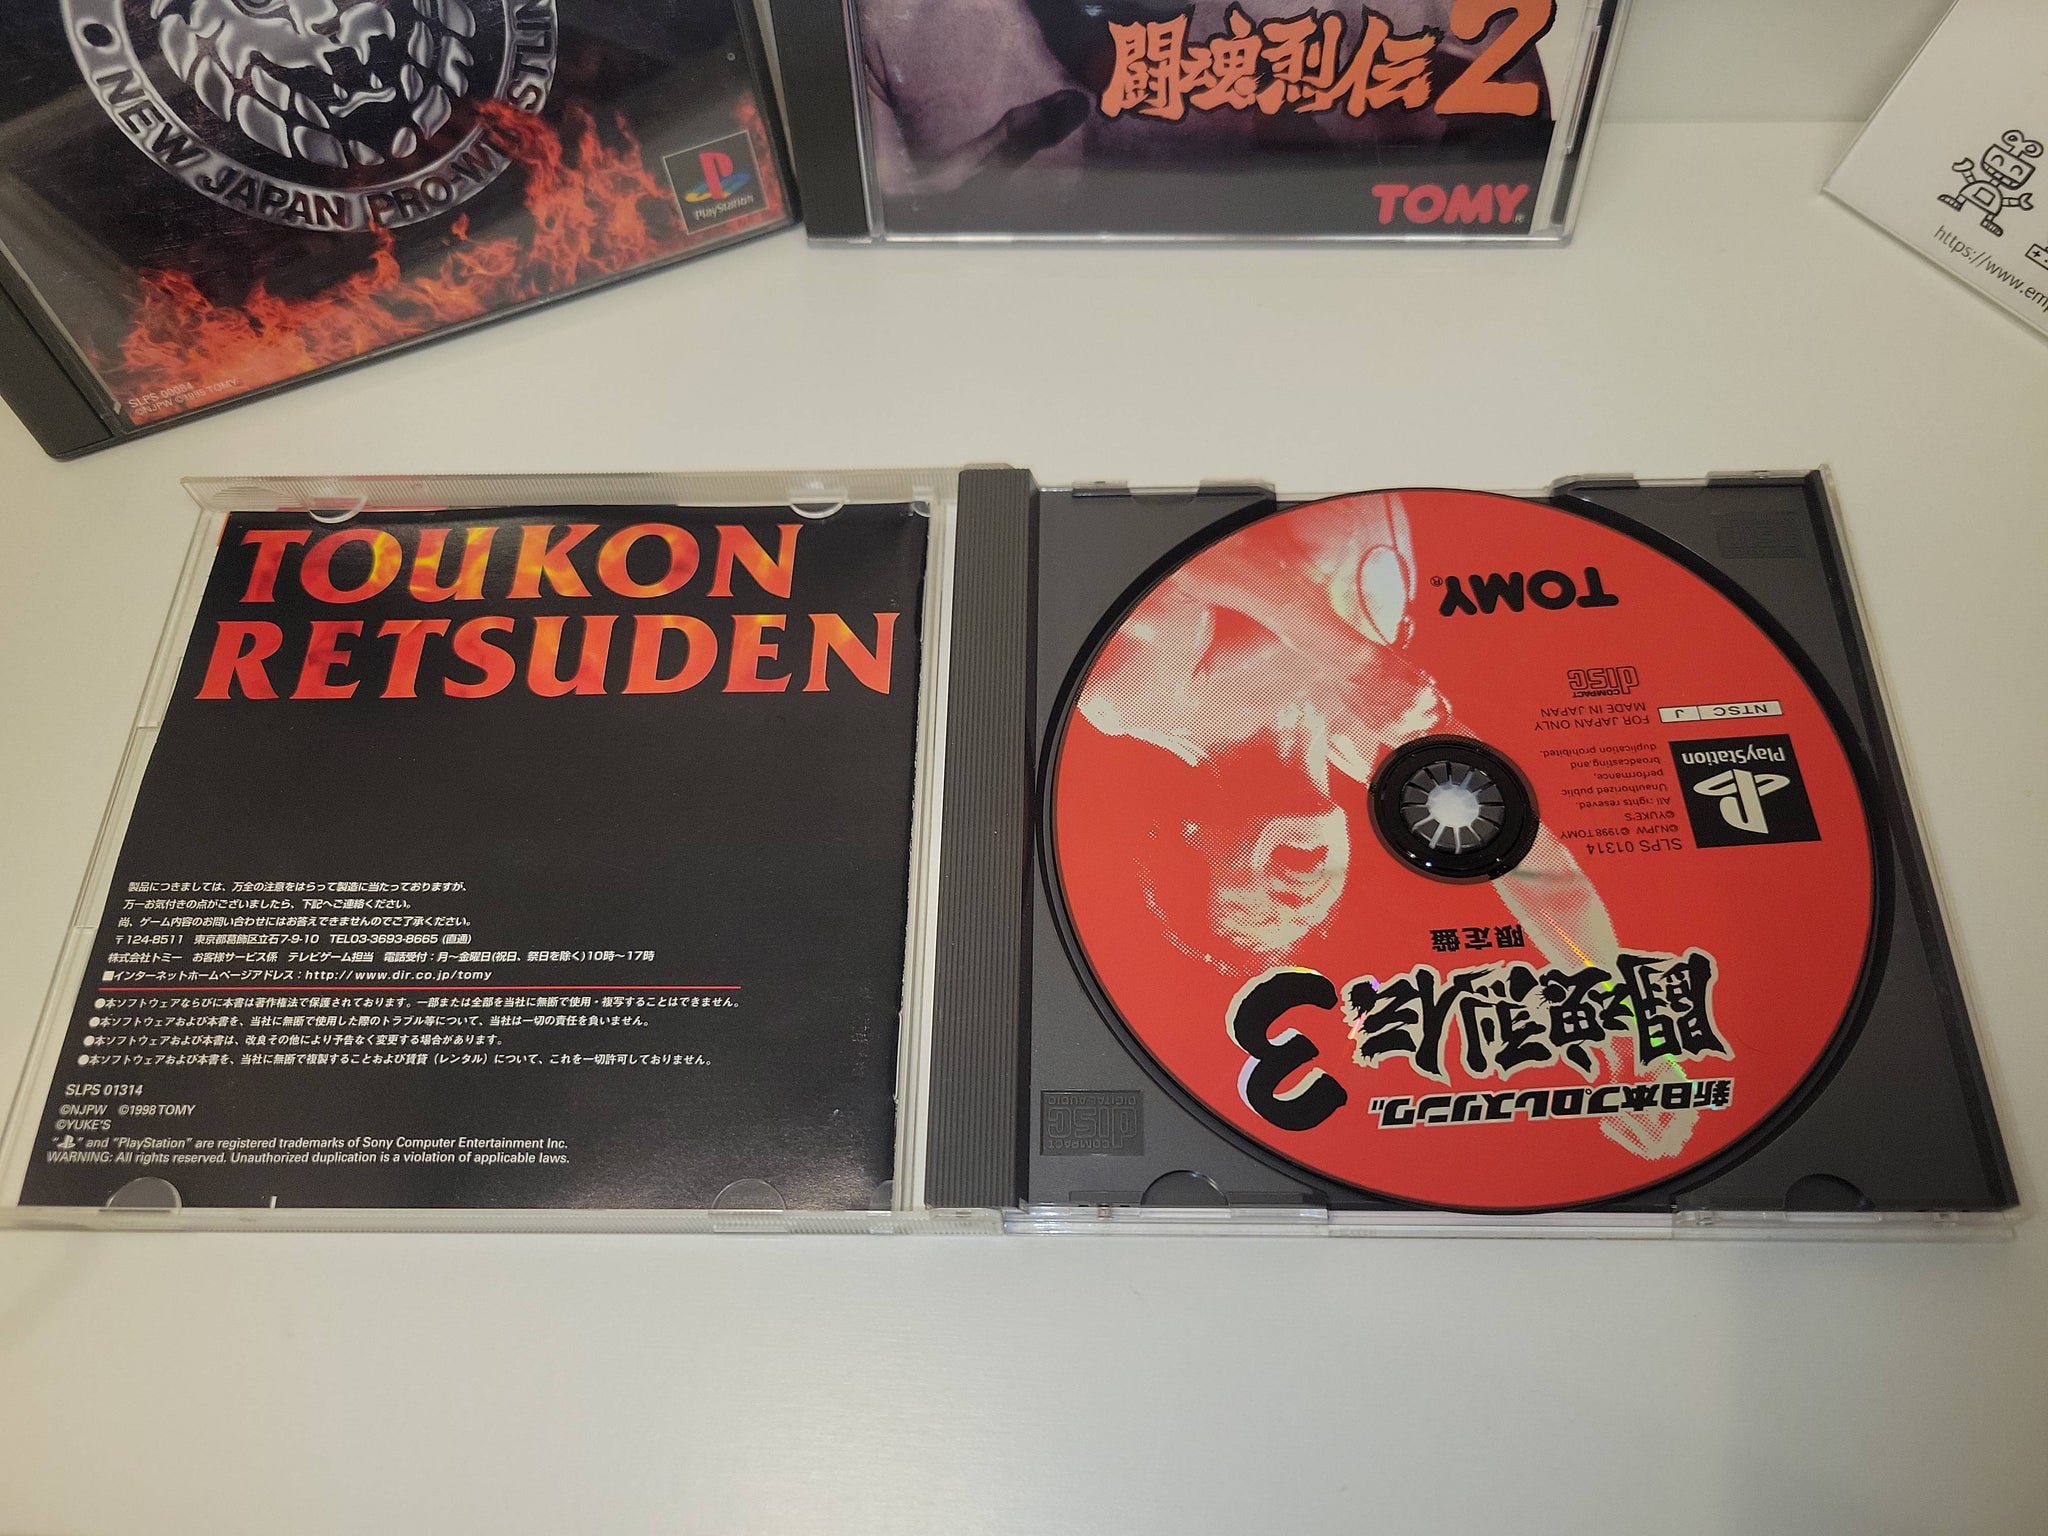 NEW JAPAN PRO-W
STLIN
PlayStation
SLPS 00084
©NJPW ©1995 TOMY
闘魂烈伝2
TOMY
https://www.emp
TOUKON
RETSUDEN
製品につきましては、万全の注意をはらって製造に当たっておりますが、
万一お気付きの点がございましたら、下記へご連絡ください。
尚、ゲーム内容のお問い合わせにはお答えできませんのでご了承ください。
〒124-8511 東京都葛飾区立石7-9-10 TEL03-3693-8665 (直通)
株式会社トミー お客様サービス係 テレビゲーム担当 電話受付：月〜金曜日(祝日、祭日を除く)10時〜17時
■インターネットホームページアドレス：http://www.dir.co.jp/tomy
●本ソフトウェアならびに本書は著作権法で保護されております。一部または全部を当社に無断で使用・複写することはできません。
●本ソフトウェアおよび本書を、当社に無断で使用した際のトラブル等について、当社は一切の責任を負いません。
●本ソフトウェアおよび本書は、改良その他により予告なく変更する場合があります。
●本ソフトウェアおよび本書を、当社に無断で複製することおよび賃貸（レンタル）について、これを一切許可しておりません。
SLPS 01314
©NJPW ©1998 TOMY
©YUKE'S
" " and "PlayStation" are registered trademarks of Sony Computer Entertainment Inc.
WARNING: All rights reserved. Unauthorized duplication is a violation of applicable laws.
新日本プロレスリング
闘魂烈伝3
限定盤
SLPS 01314
©NJPW ©1998 TOMY
©YUKE'S
All rights reseved.
Unauthorized public
performance,
broadcasting,and
duplication prohibited.
PlayStation
NTSC J
FOR JAPAN ONLY
MADE IN JAPAN
COMPACT
disc
TOMY®
COMPACT
disc
DIGITAL AUDIO